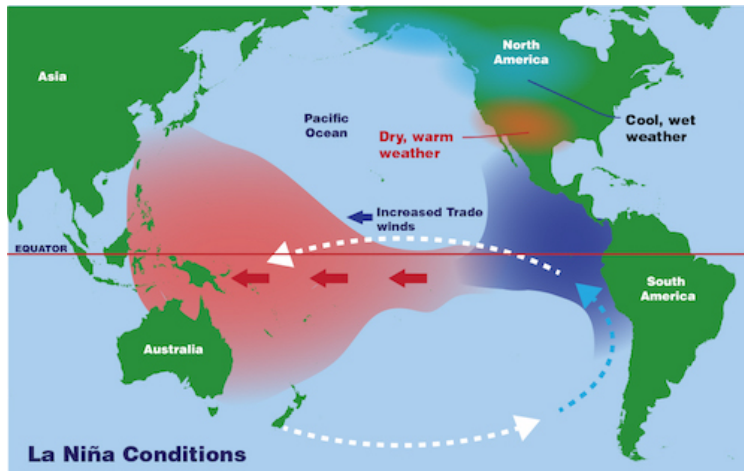 North
America
Asia
Pacific
Ocean
Cool, wet
weather
Dry, warm
weather
Increased Trade
winds
EQUATOR
South
America
Australia
La Niña Conditions